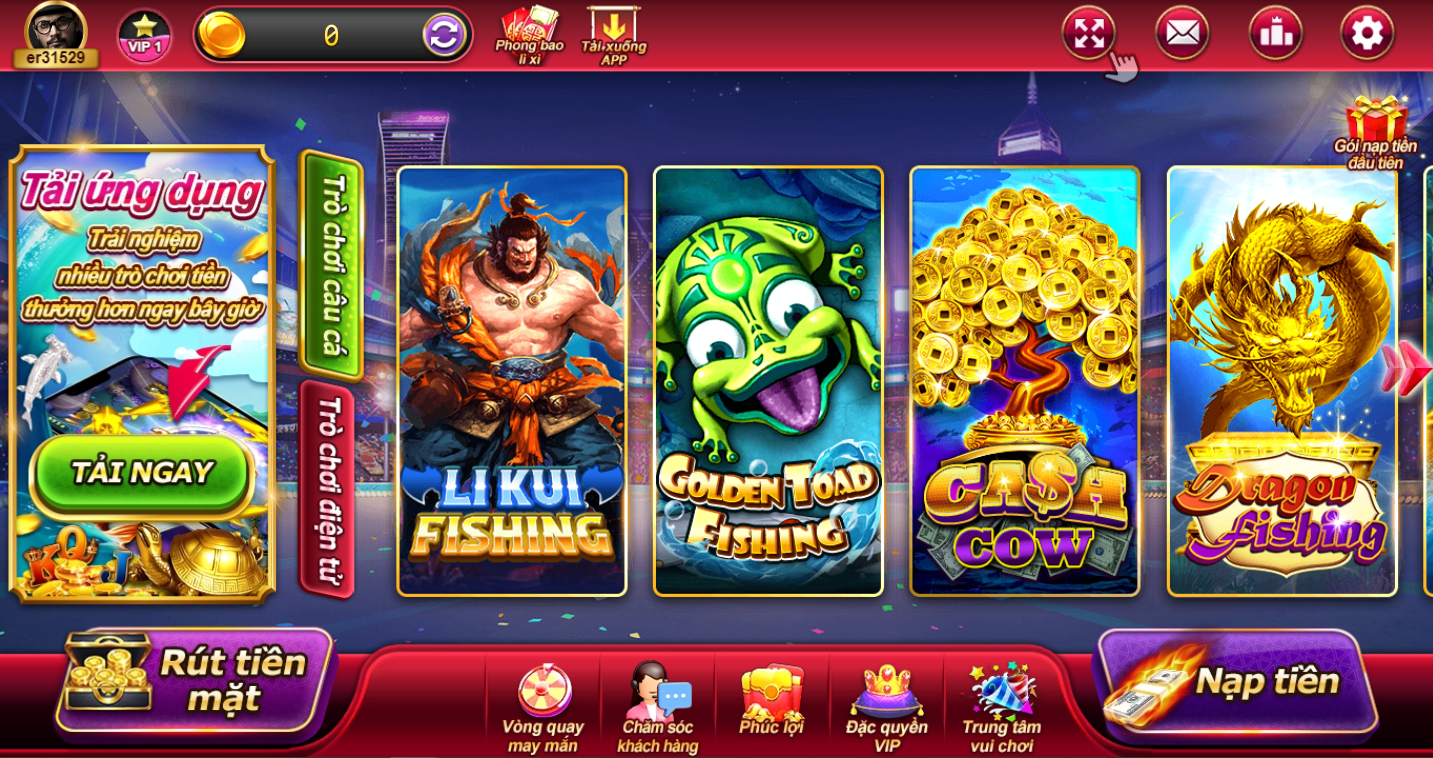 er31529
VIP 1
0
Phong bao
lì xì
Tải xuống
APP
Gói nạp tiền
đầu tiên
Tải ứng dụng
Trải nghiệm
nhiều trò chơi tiền
thưởng hơn ngay bây giờ
TẢI NGAY
K Q J
Trò chơi câu cá
Trò chơi điện tử
LI KUI
FISHING
GOLDEN TOAD
FISHING
CA$H
COW
Dragon
fishing
Rút tiền
mặt
Vòng quay
may mắn
Chăm sóc
khách hàng
Phúc lợi
Đặc quyền
VIP
Trung tâm
vui chơi
Nạp tiền